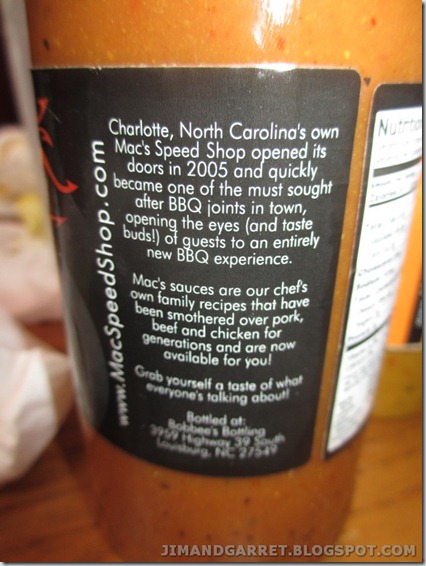 Charlotte, North Carolina's own
Mac's Speed Shop opened its
doors in 2005 and quickly
became one of the must sought
after BBQ joints in town,
opening the eyes (and taste
buds!) of guests to an entirely
new BBQ experience.
Mac's sauces are our chef's
own family recipes that have
been smothered over pork,
beef and chicken for
generations and are now
available for you!
Grab yourself a taste of what
everyone's talking about!
Bottled at:
Bobbee's Bottling
3959 Highway 39 South
Louisburg, NC 27549
www.MacSpeedShop.com
JIMANDGARRET.BLOGSPOT.COM